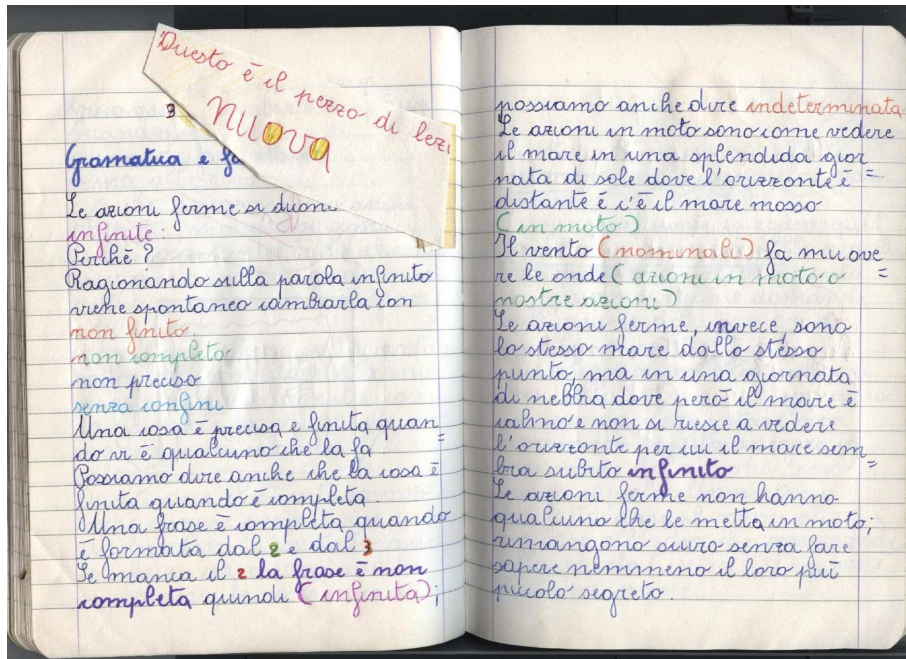 Questo ē il pezzo di lezi
nuova
3
Gramatica e fa
Le azioni ferme si dicono
infinite:
Perchē ?
Ragionando sulla parola infinito
viene spontaneo cambiarla con
non finito
non completo
non preciso
senza confini
Una cosa ē precisa e finita quan
do vi ē qualcuno che la fa. =
Possiamo dire anche che la cosa ē
finita quando ē completa
Una frase ē completa quando
ē formata dal 2 e dal 3
Se manca il 2 la frase ē non
completa quindi (infinita);
possiamo anche dire indeterminata
Le azioni in moto sono come vedere
il mare in una splendida gior
nata di sole dove l'orizzonte ē =
distante ē c'ē il mare mosso
(in moto)
Il vento (nominali) fa muove
re le onde (azioni in moto o =
nostre azioni)
Le azioni ferme, invece, sono
lo stesso mare dallo stesso
punto, ma in una giornata
di nebbia dove perō il mare ē
calmo e non si riesce a vedere
l'orizzonte per cui il mare sem
bra subito infinito =
Le azioni ferme non hanno
qualcuno che le metta in moto;
rimangono scuro senza fare
sapere nemmeno il loro piū
piccolo segreto.